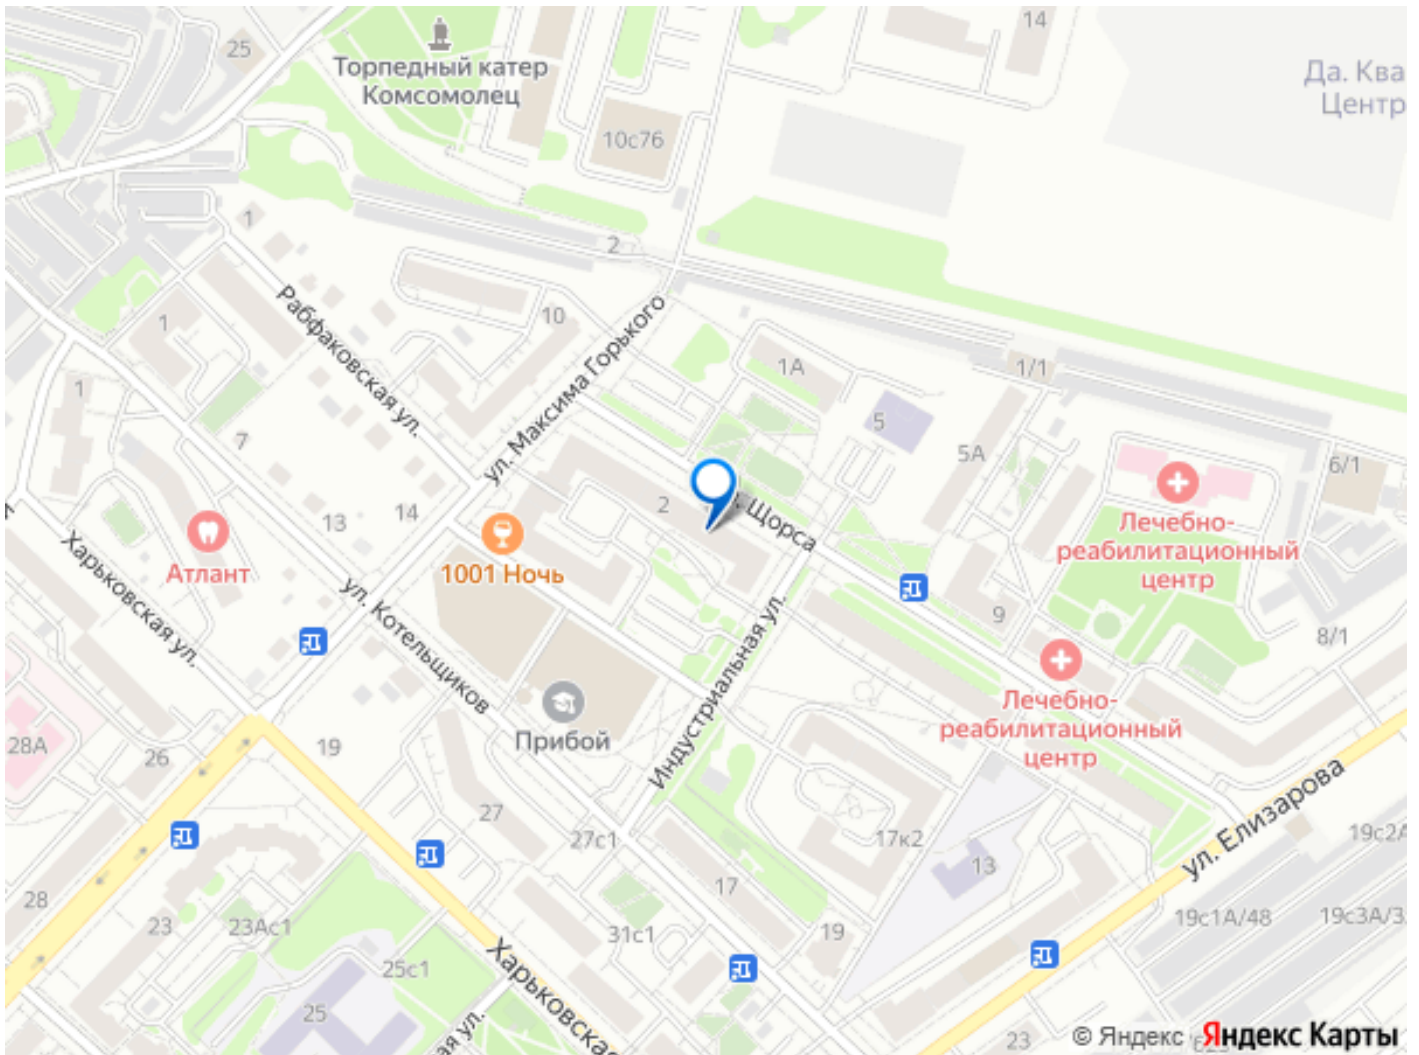 14
25
Торпедный катер
Комсомолец
Да. Ква
Центр
10с76
1
2
Рабфаковская ул.
10
ул. Максима Горького
1
1А
1/1
1
5
5А
7
6/1
2
Щорса
Лечебно-
реабилитационный
центр
13
14
Атлант
1001 Ночь
Харьковская ул.
ул. Котельщиков
Индустриальная ул.
9
8/1
Лечебно-
реабилитационный
центр
28А
26
19
Прибой
27
27с1
17к2
13
ул. Елизарова
19с2А
28
23
23Ас1
17
19
31с1
19с1А/48
19с3А/3
25с1
Харьковская
25
ая ул.
23
© Яндекс
Яндекс Карты